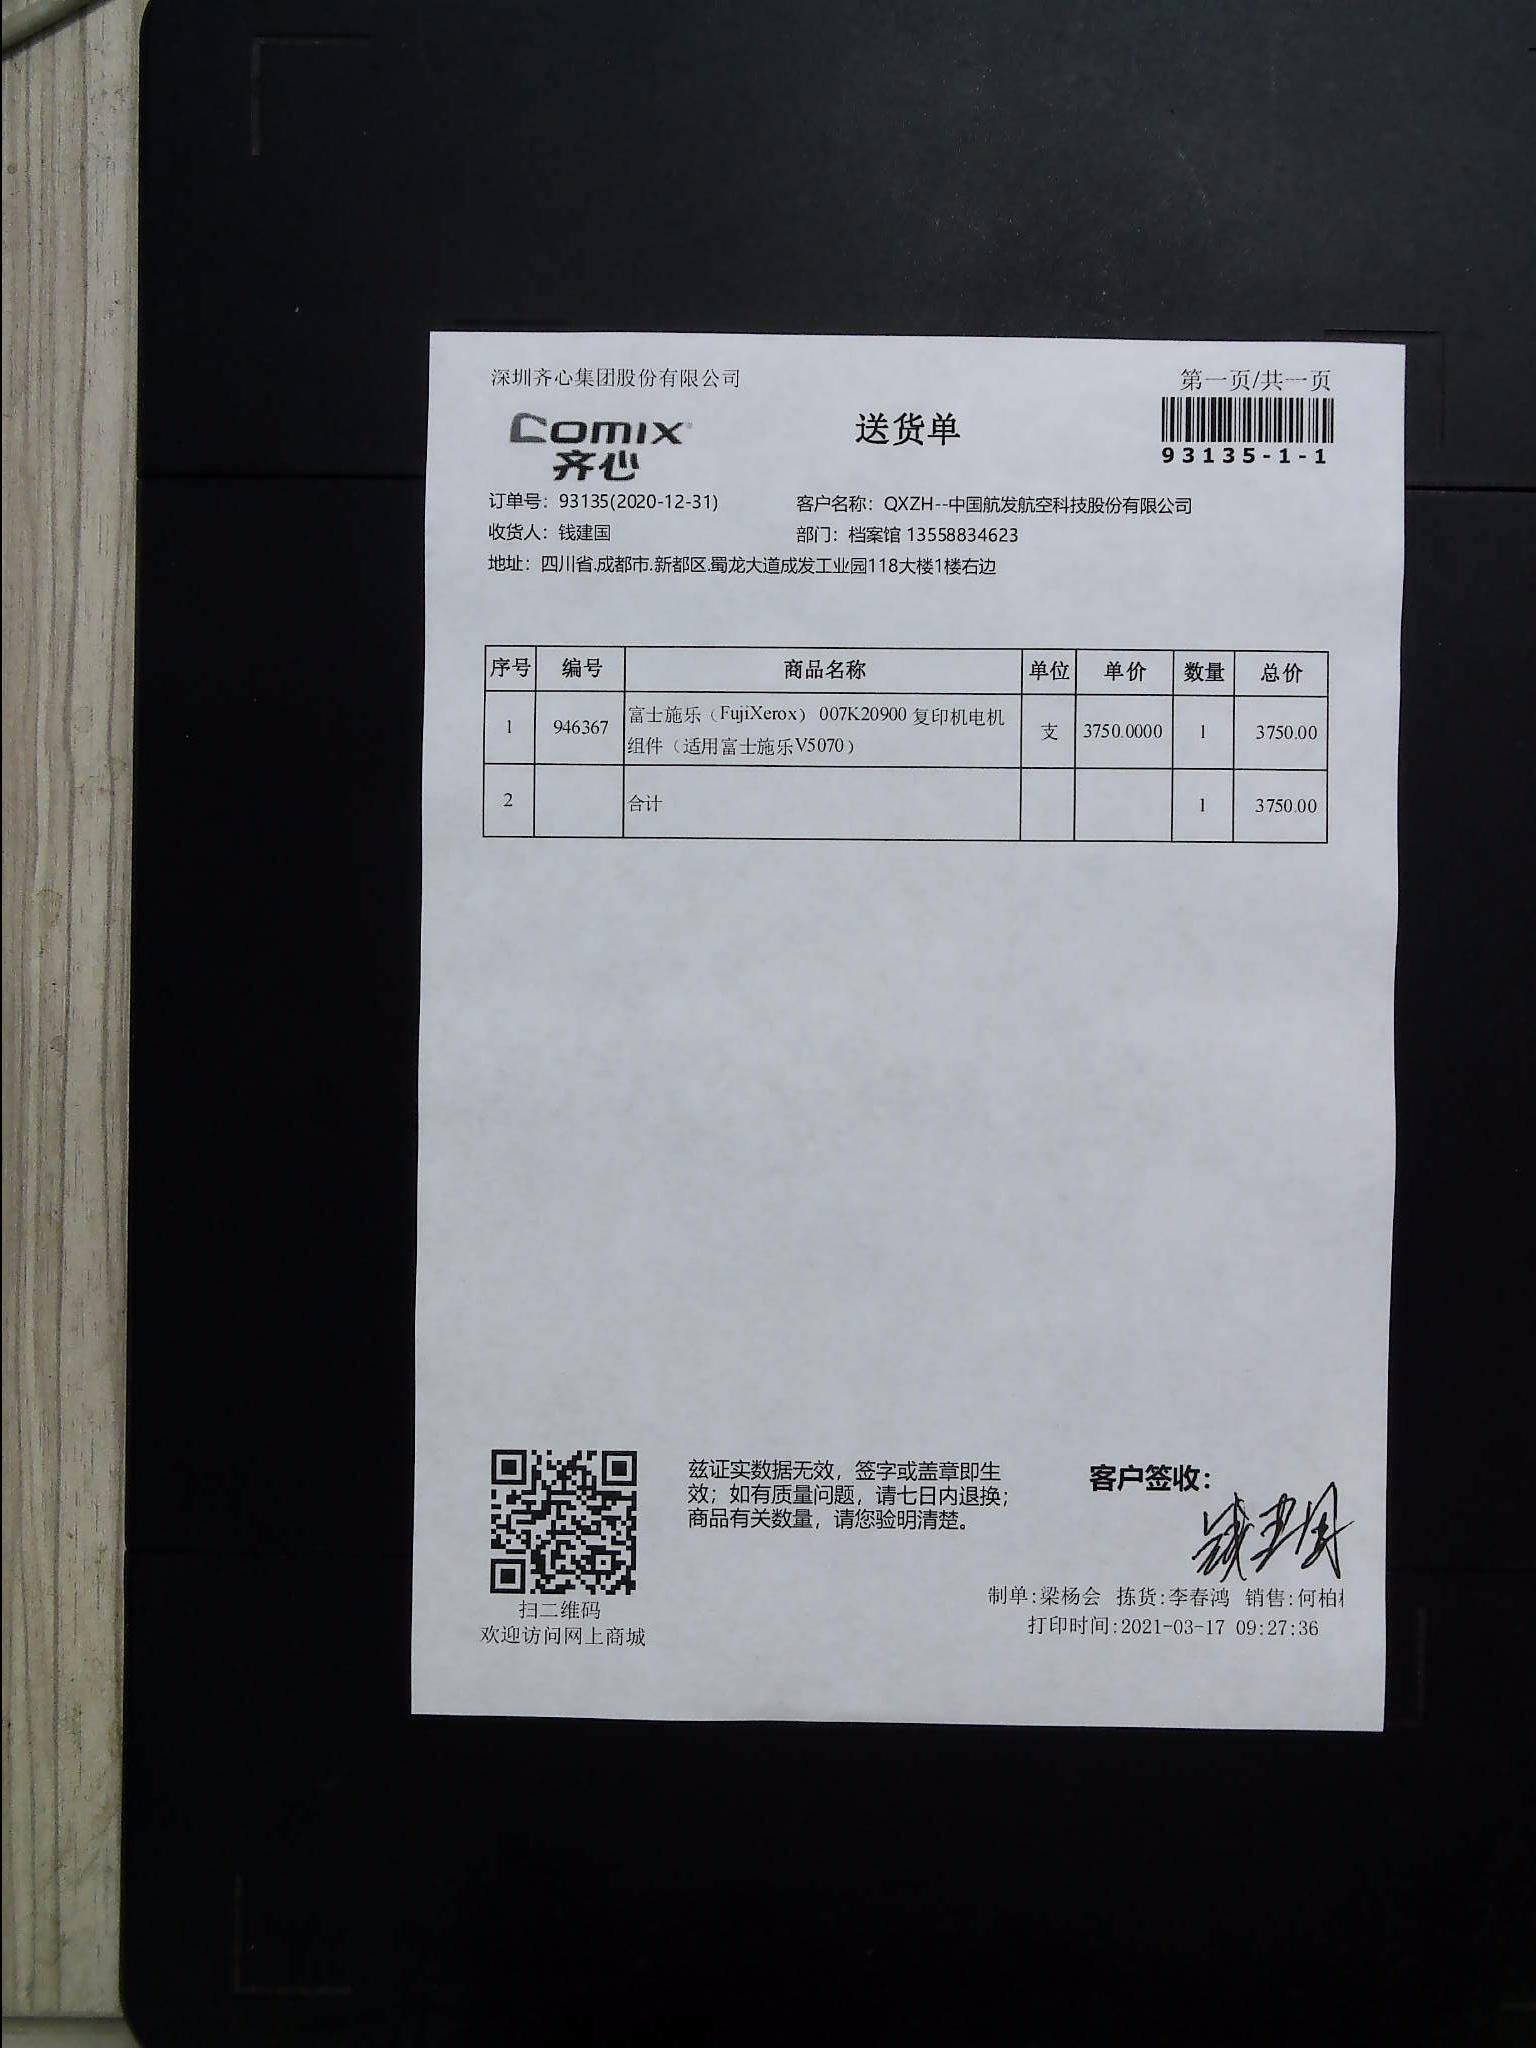 深圳齐心集团股份有限公司
第一页/共一页
comix
齐心
送货单
93135-1-1
订单号：93135(2020-12-31)
客户名称：QXZH--中国航发航空科技股份有限公司
收货人：钱建国
部门：档案馆 13558834623
地址：四川省.成都市.新都区.蜀龙大道成发工业园118大楼1楼右边
序号 编号 商品名称 单位 单价 数量 总价
1 946367 富士施乐（FujiXerox） 007K20900 复印机电机组件（适用富士施乐V5070） 支 3750.0000 1 3750.00
2 合计 1 3750.00
兹证实数据无效，签字或盖章即生
效；如有质量问题，请七日内退换；
商品有关数量，请您验明清楚。
客户签收：
钱建国
扫二维码
欢迎访问网上商城
制单:梁杨会 拣货:李春鸿 销售:何柏
打印时间:2021-03-17 09:27:36